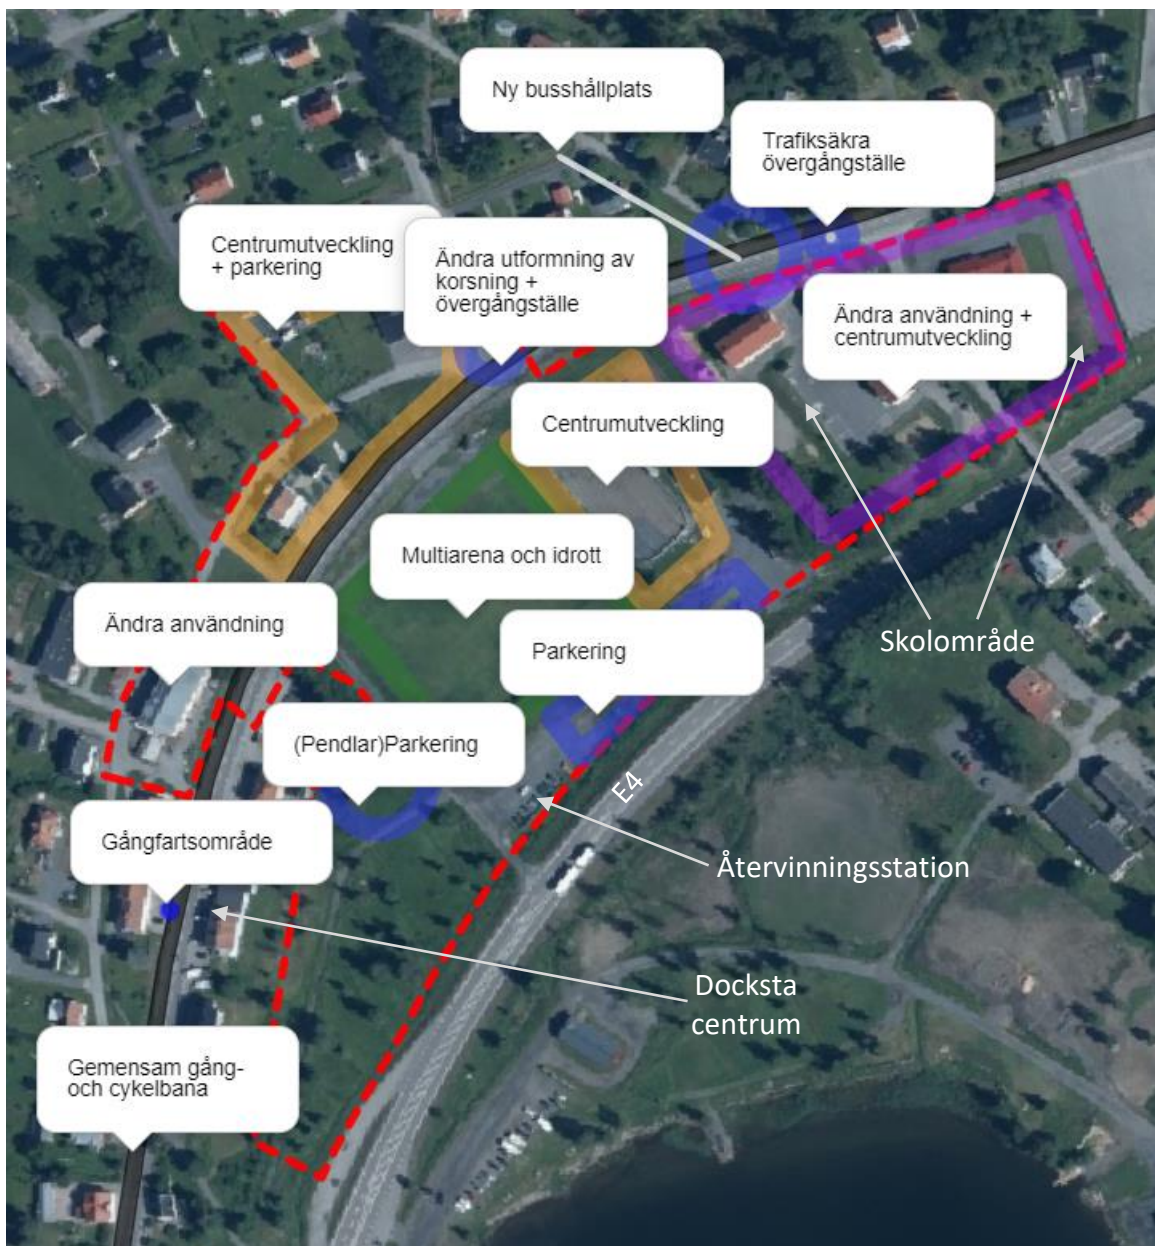 Ny busshållplats
Trafiksäkra
övergångställe
Centrumutveckling
+ parkering
Ändra utformning av
korsning +
övergångställe
Ändra användning +
centrumutveckling
Centrumutveckling
Multiarena och idrott
Ändra användning
Skolområde
Parkering
(Pendlar)Parkering
E4
Gångfartsområde
Återvinningsstation
Docksta
centrum
Gemensam gång-
och cykelbana